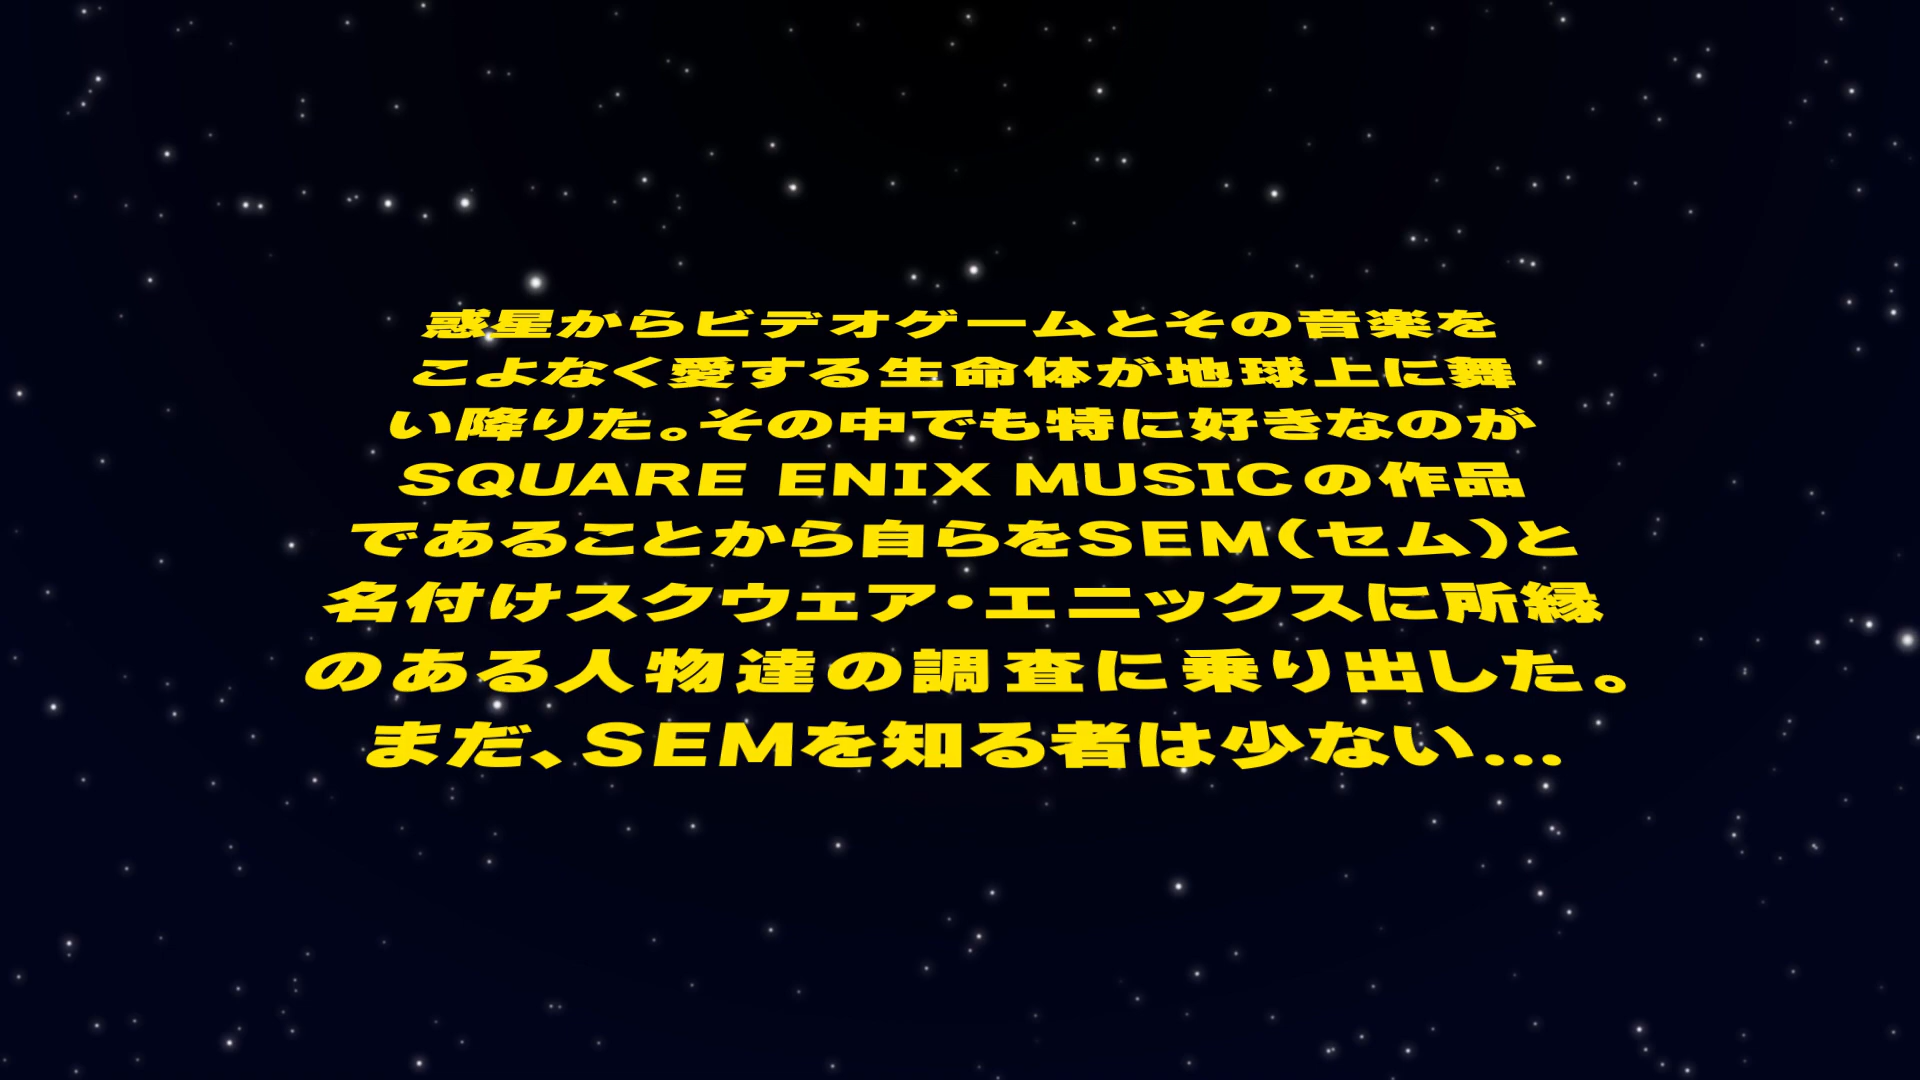 惑星からビデオゲームとその音楽を
こよなく愛する生命体が地球上に舞
い降りた。その中でも特に好きなのが
SQUARE ENIX MUSICの作品
であることから自らをSEM(セム)と
名付けスクウェア・エニックスに所縁
のある人物達の調査に乗り出した。
まだ、SEMを知る者は少ない...